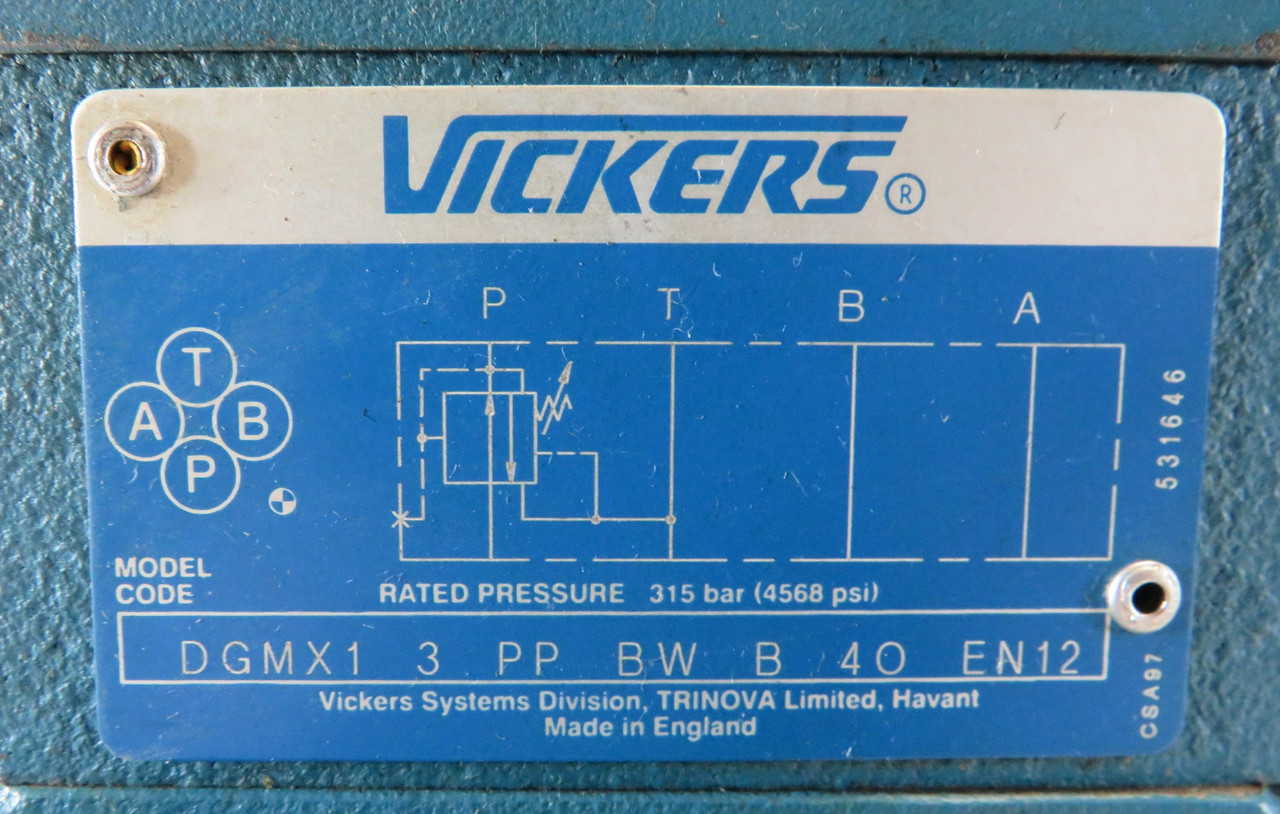 VICKERS®
P T B A
T
A B
P
531646
MODEL
CODE
RATED PRESSURE 315 bar (4568 psi)
DGMX1 3 PP BW B 40 EN12
Vickers Systems Division, TRINOVA Limited, Havant
Made in England
CSA97